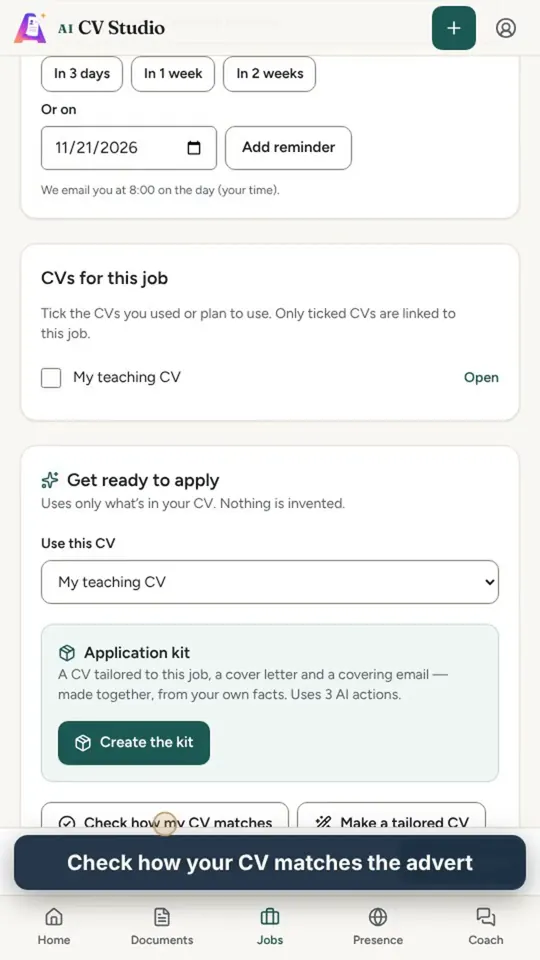 AI CV Studio
In 3 days
In 1 week
In 2 weeks
Or on
11/21/2026
Add reminder
We email you at 8:00 on the day (your time).
CVs for this job
Tick the CVs you used or plan to use. Only ticked CVs are linked to
this job.
My teaching CV
Open
Get ready to apply
Uses only what's in your CV. Nothing is invented.
Use this CV
My teaching CV
Application kit
A CV tailored to this job, a cover letter and a covering email —
made together, from your own facts. Uses 3 AI actions.
Create the kit
Check how my CV matches
Make a tailored CV
Check how your CV matches the advert
Home
Documents
Jobs
Presence
Coach